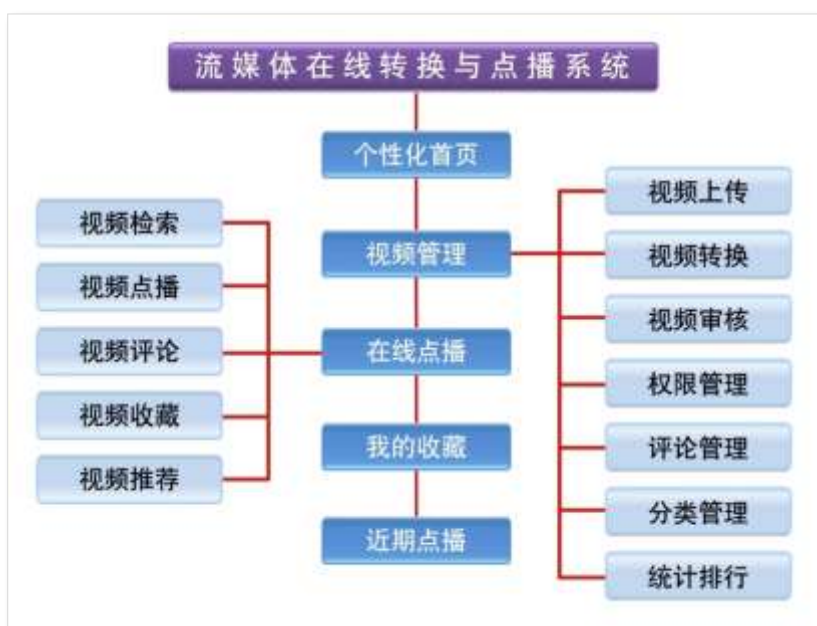 流媒体在线转换与点播系统
个性化首页
视频管理
在线点播
我的收藏
近期点播
视频检索
视频点播
视频评论
视频收藏
视频推荐
视频上传
视频转换
视频审核
权限管理
评论管理
分类管理
统计排行